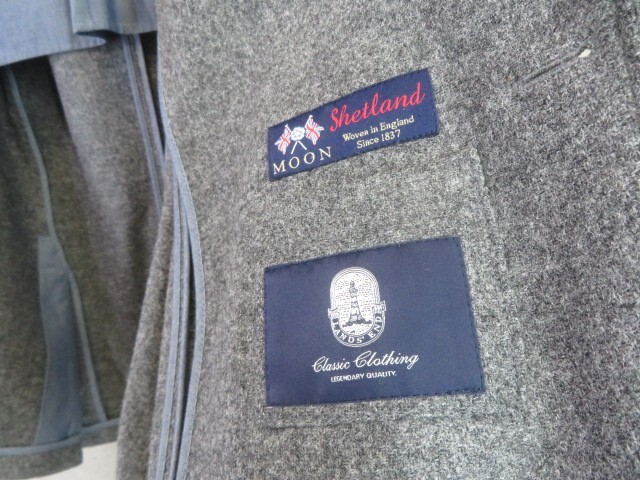 Shetland
MOON
Woven in England
Since 1837
LANDS' END
Classic Clothing
LEGENDARY QUALITY.